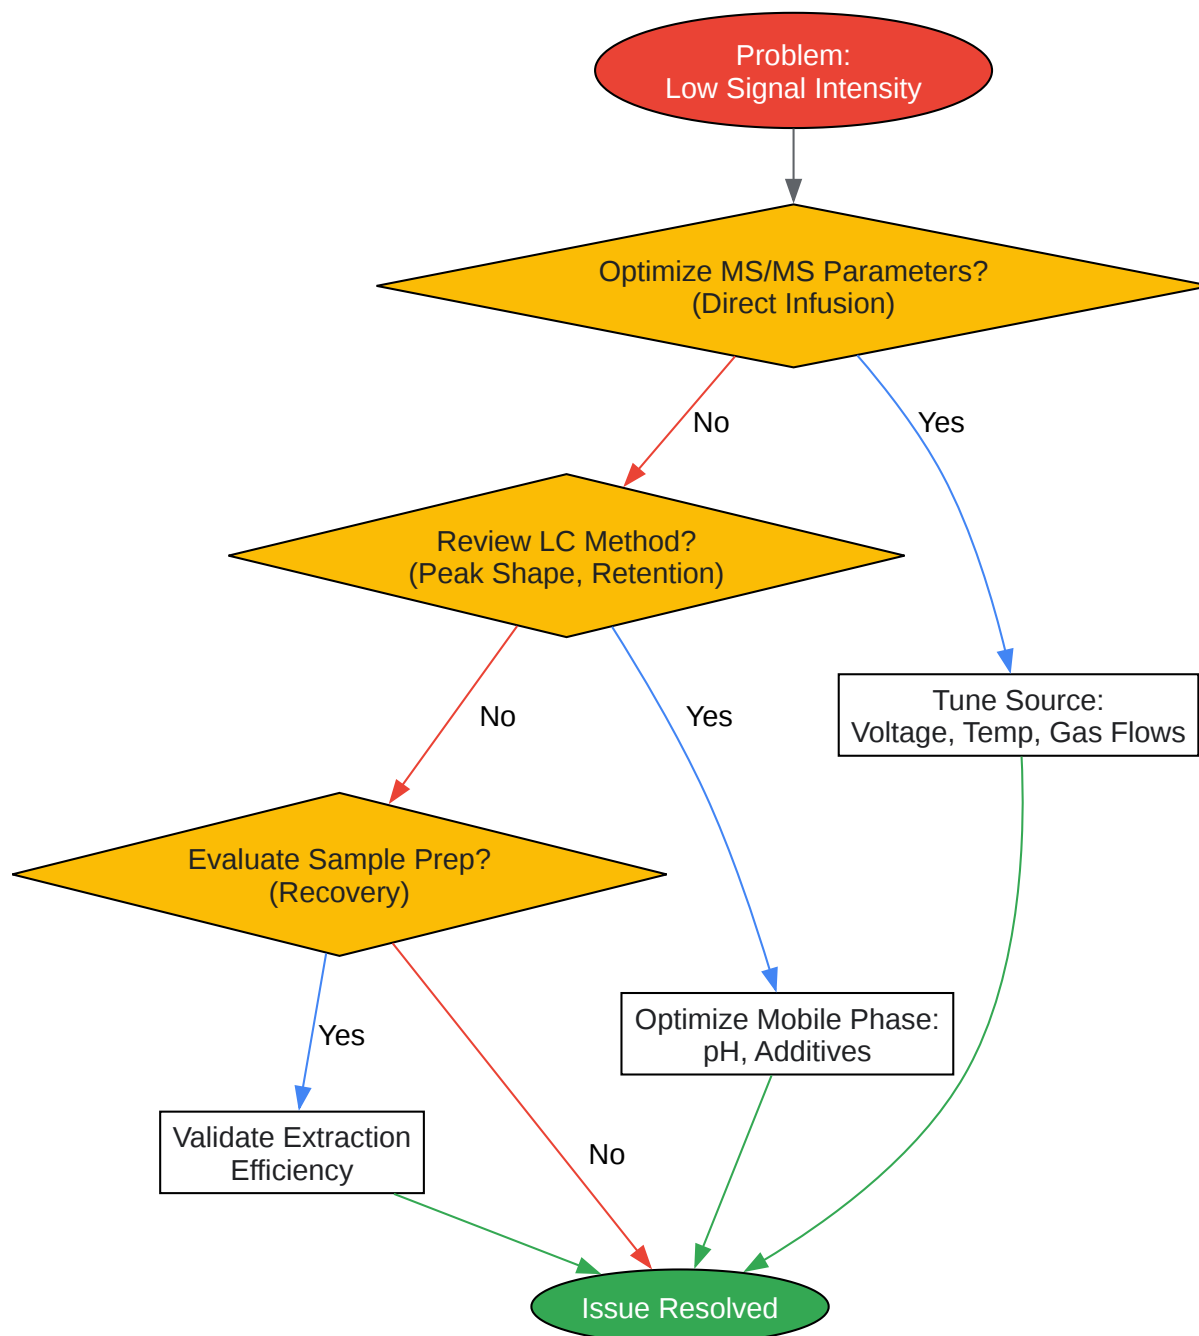 Problem:
Low Signal Intensity
Optimize MS/MS Parameters?
(Direct Infusion)
No
Yes
Review LC Method?
(Peak Shape, Retention)
No
Yes
Tune Source:
Voltage, Temp, Gas Flows
Evaluate Sample Prep?
(Recovery)
Yes
No
Optimize Mobile Phase:
pH, Additives
Validate Extraction
Efficiency
Issue Resolved